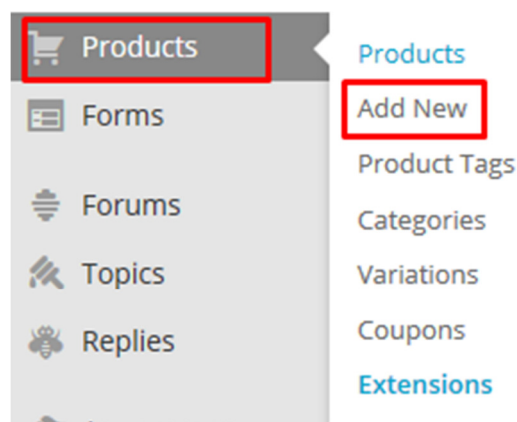 Products
Forms
Forums
Topics
Replies
Products
Add New
Product Tags
Categories
Variations
Coupons
Extensions